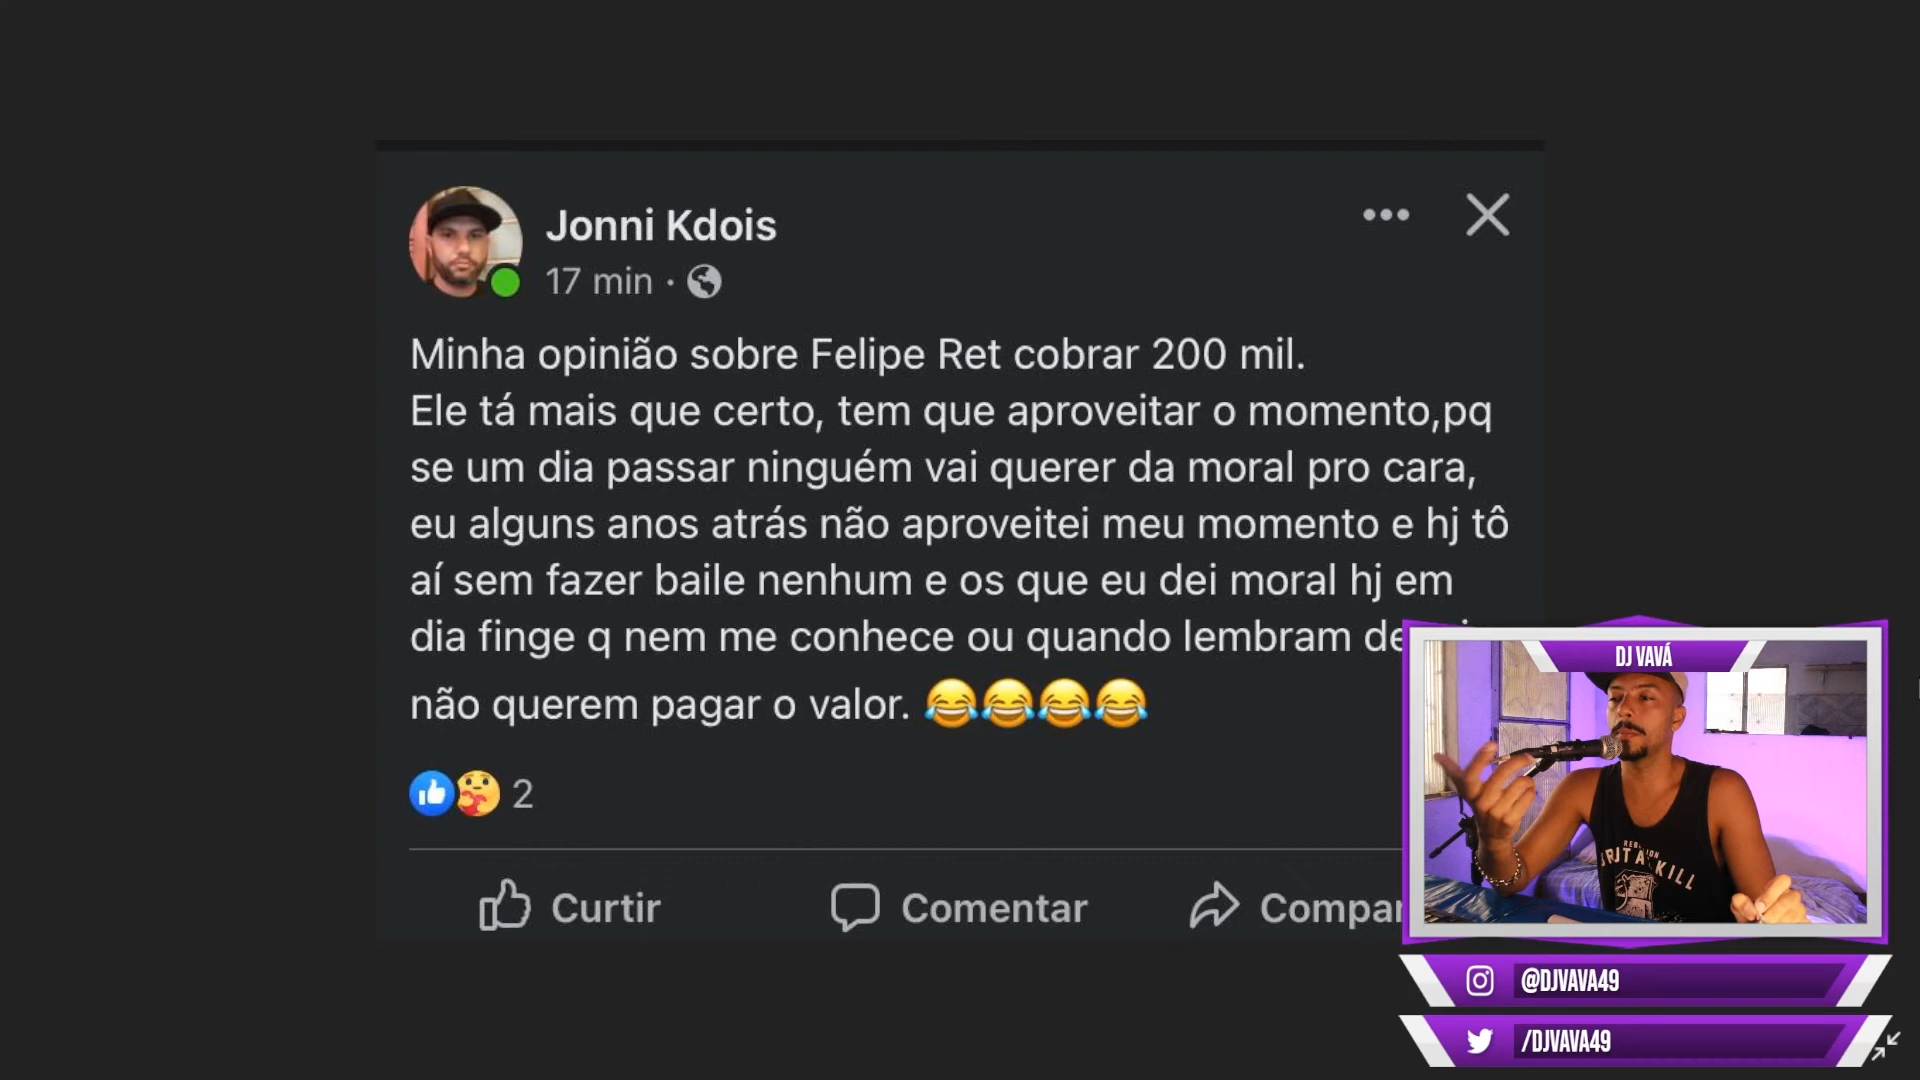 Jonni Kdois
17 min ·
Minha opinião sobre Felipe Ret cobrar 200 mil.
Ele tá mais que certo, tem que aproveitar o momento,pq
se um dia passar ninguém vai querer da moral pro cara,
eu alguns anos atrás não aproveitei meu momento e hj tô
aí sem fazer baile nenhum e os que eu dei moral hj em
dia finge q nem me conhece ou quando lembram de
não querem pagar o valor. 😂😂😂😂
2
Curtir
Comentar
Compar
DJ VAVÁ
KILL
@DJVAVA49
/DJVAVA49